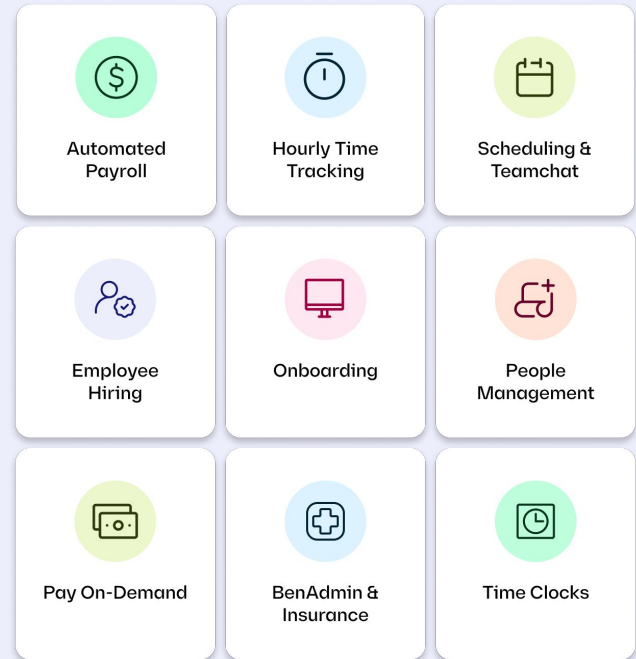 Automated
Payroll
Hourly Time
Tracking
Scheduling &
Teamchat
Employee
Hiring
Onboarding
People
Management
Pay On-Demand
BenAdmin &
Insurance
Time Clocks